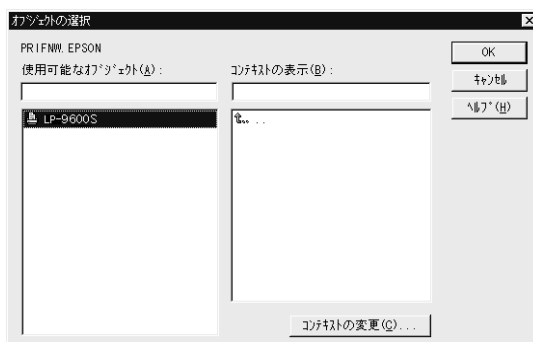 オブジェクトの選択
PRIFNW.EPSON
使用可能なオブジェクト(A):
コンテキストの表示(B):
OK
キャンセル
ヘルプ(H)
LP-9600S
..
コンテキストの変更(C)...